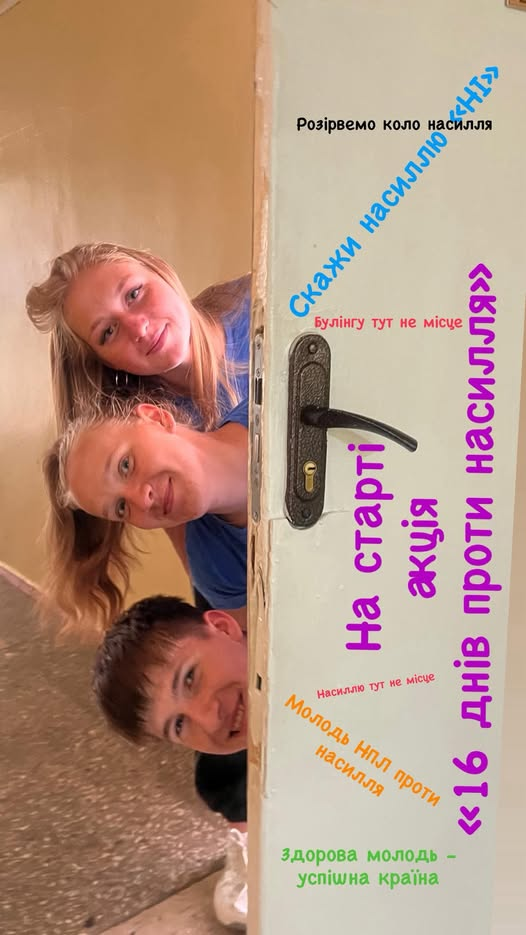 Розірвемо коло насилля
Скажи насиллю «НІ»
Булінгу тут не місце
На старті
акція
«16 днів проти насилля»
Насиллю тут не місце
Молодь НПЛ проти
насилля
Здорова молодь –
успішна країна